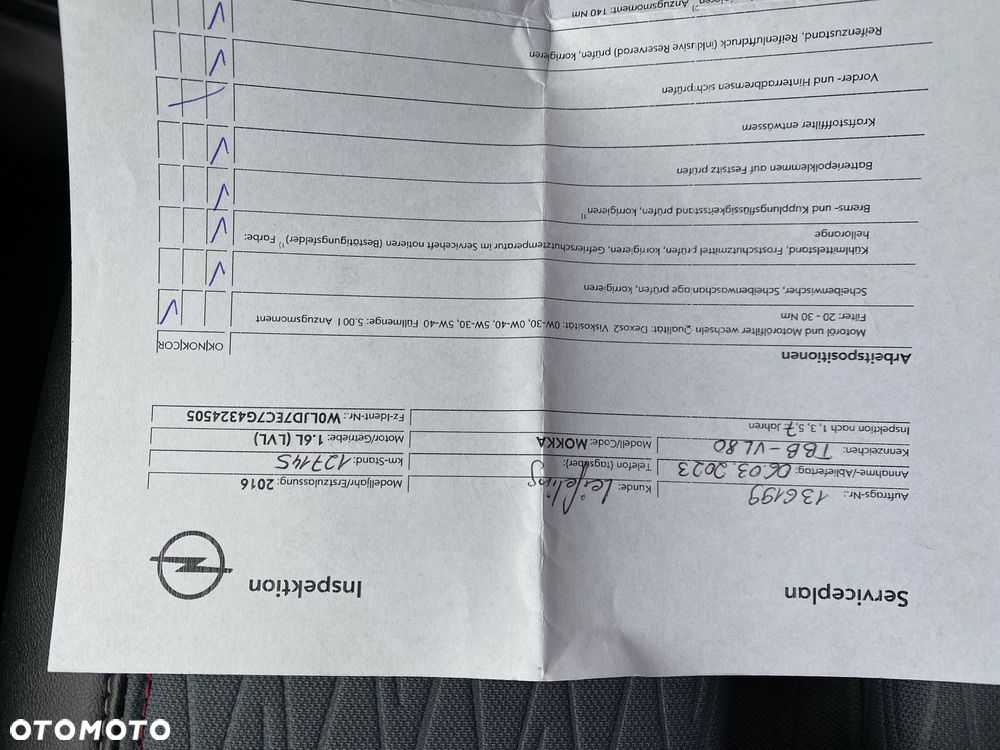 Serviceplan
Inspektion
Auftrags-Nr.: 136199
Kunde: Leifeling
Modelljahr/Erstzulassung: 2016
Annahme-/Abliefertag: 06.03.2023
Telefon (tagsüber):
km-Stand: 127145
Kennzeichen: TBB-VL80
Modell/Code: MOKKA
Motor/Getriebe: 1.6L (LVL)
Inspektion nach 1, 3, 5, 7 Jahren
Fz-Ident-Nr.: W0LJD7EC7G4324505
Arbeitspositionen
OK NOK COR
Motoröl und Motorölfilter wechseln Qualität: Dexos2 Viskosität: 0W-30, 0W-40, 5W-30, 5W-40 Füllmenge: 5.00 l Anzugsmoment
Filter: 20 - 30 Nm
Scheibenwischer, Scheibenwaschanlage prüfen, korrigieren
Kühlmittelstand, Frostschutzmittel prüfen, korrigieren, Gefrierschutztemperatur im Serviceheft notieren (Bestätigungsfelder) 1) Farbe:
hellorange
Brems- und Kupplungsflüssigkeitsstand prüfen, korrigieren 1)
Batteriepolklemmen auf Festsitz prüfen
Kraftstofffilter entwässern
Vorder- und Hinterradbremsen sichtprüfen
Reifenzustand, Reifenluftdruck (inklusive Reserverad) prüfen, korrigieren
2) Anzugsmoment: 140 Nm
OTOMOTO